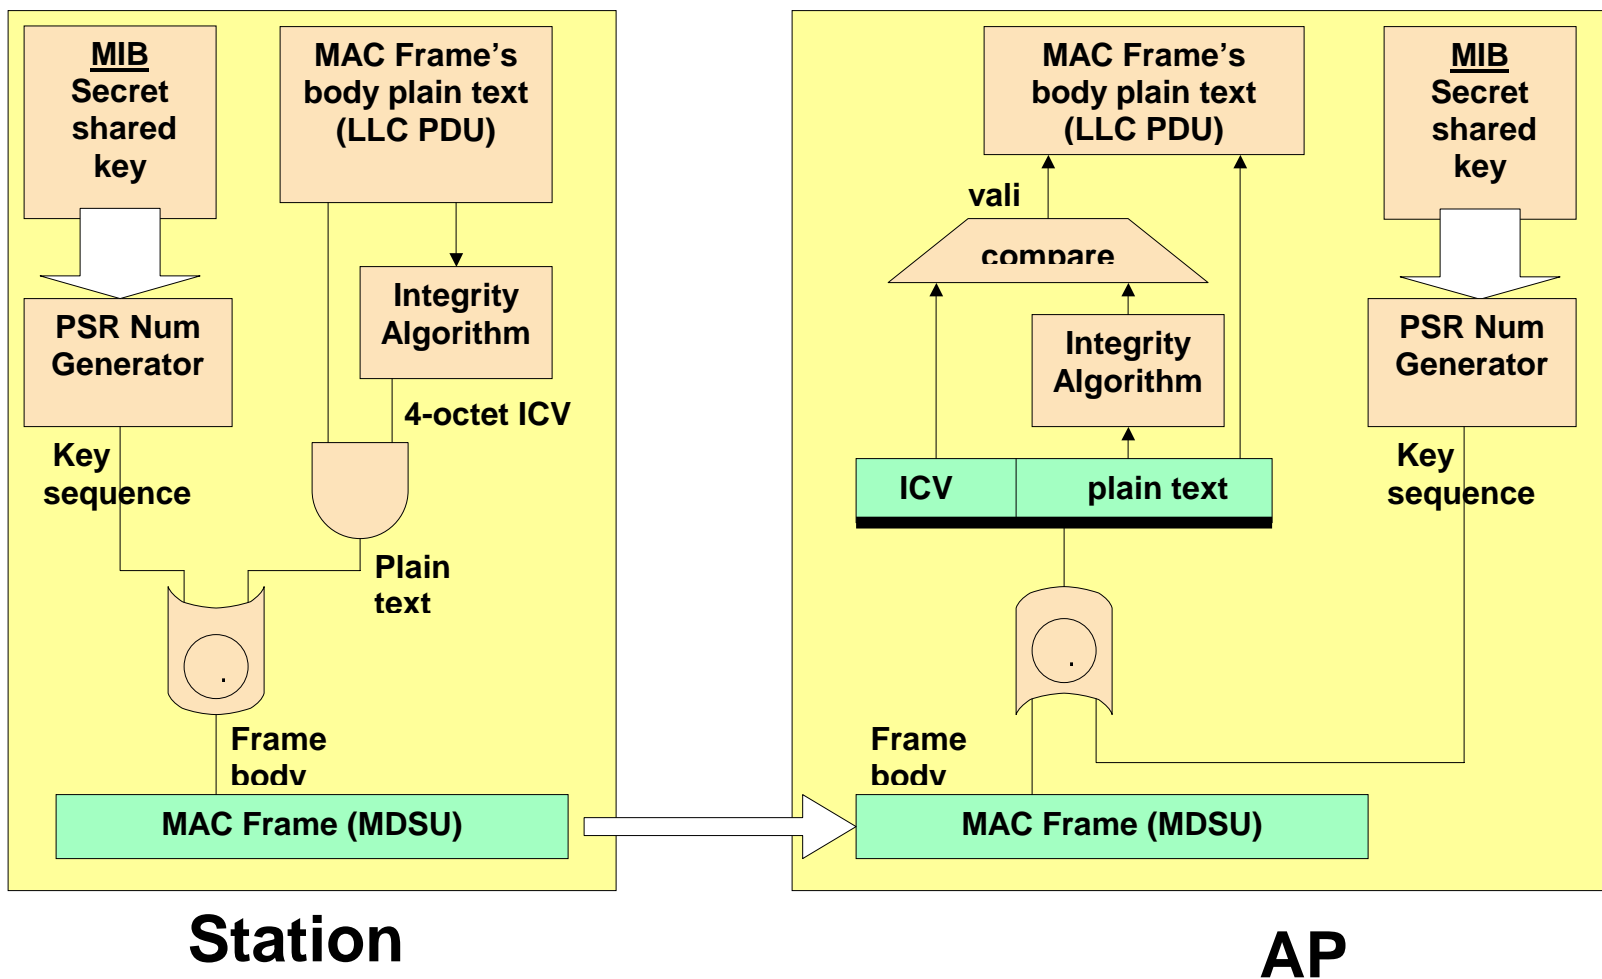 MIB
Secret
shared
key
MAC Frame's
body plain text
(LLC PDU)
PSR Num
Generator
Integrity
Algorithm
4-octet ICV
Key
sequence
Plain
text
.
Frame
body
MAC Frame (MDSU)
Station
MAC Frame's
body plain text
(LLC PDU)
MIB
Secret
shared
key
vali
compare
Integrity
Algorithm
PSR Num
Generator
ICV
plain text
Key
sequence
.
Frame
body
MAC Frame (MDSU)
AP